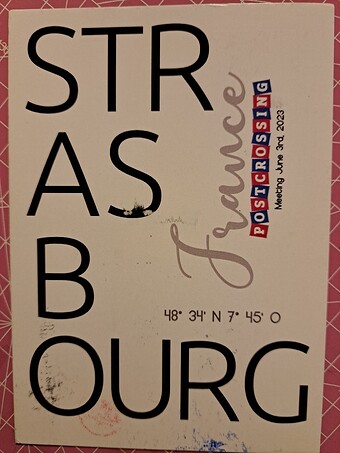 STR
AS
B
OURG
France
POSTCROSSING
Meeting June 3rd, 2023
48° 34' N 7° 45' O